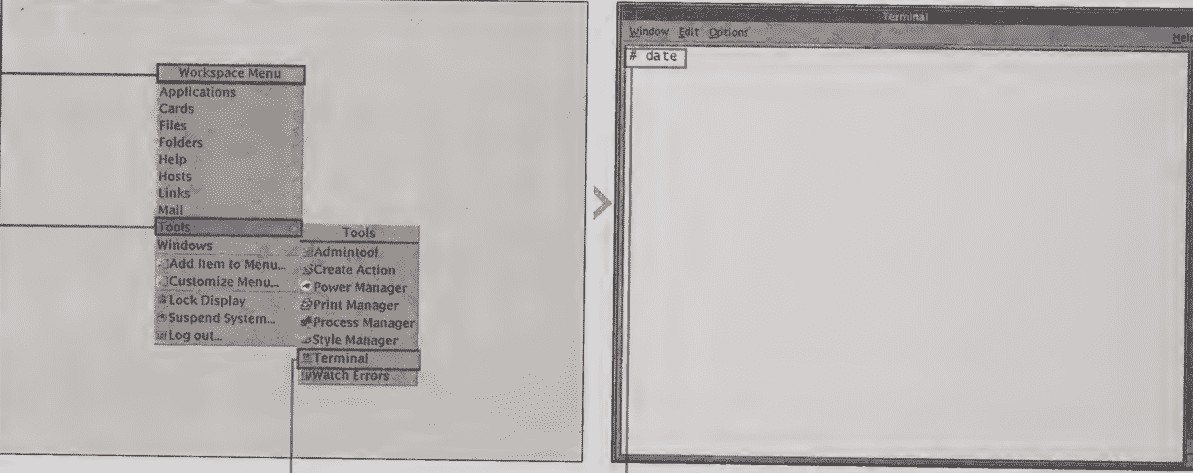 Workspace Menu
Applications
Cards
Files
Folders
Help
Hosts
Links
Mail
Tools
Windows
Add Item to Menu...
Customize Menu...
Lock Display
Suspend System...
Log out...
Tools
Admintool
Create Action
Power Manager
Print Manager
Process Manager
Style Manager
Terminal
Watch Errors
Terminal
Window Edit Options Help
# date